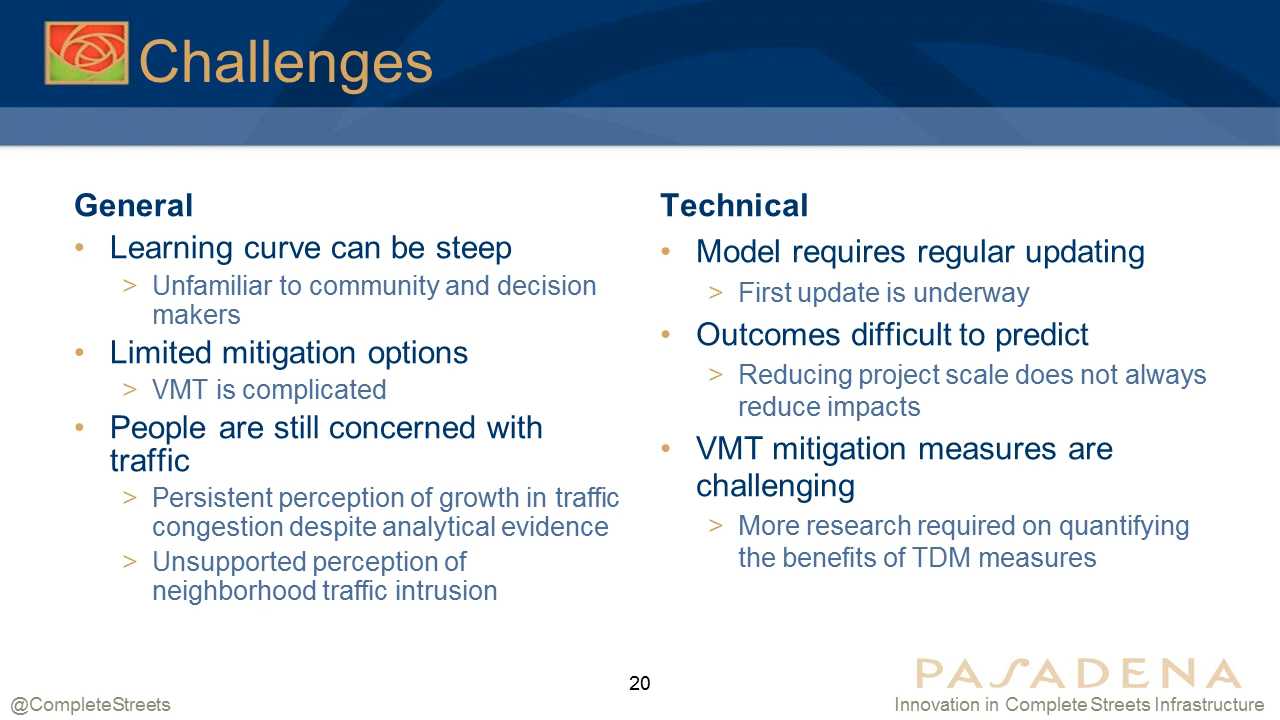 Challenges
General
• Learning curve can be steep
> Unfamiliar to community and decision
makers
• Limited mitigation options
> VMT is complicated
• People are still concerned with
traffic
> Persistent perception of growth in traffic
congestion despite analytical evidence
> Unsupported perception of
neighborhood traffic intrusion
Technical
• Model requires regular updating
> First update is underway
• Outcomes difficult to predict
> Reducing project scale does not always
reduce impacts
• VMT mitigation measures are
challenging
> More research required on quantifying
the benefits of TDM measures
PASADENA
20
@CompleteStreets
Innovation in Complete Streets Infrastructure